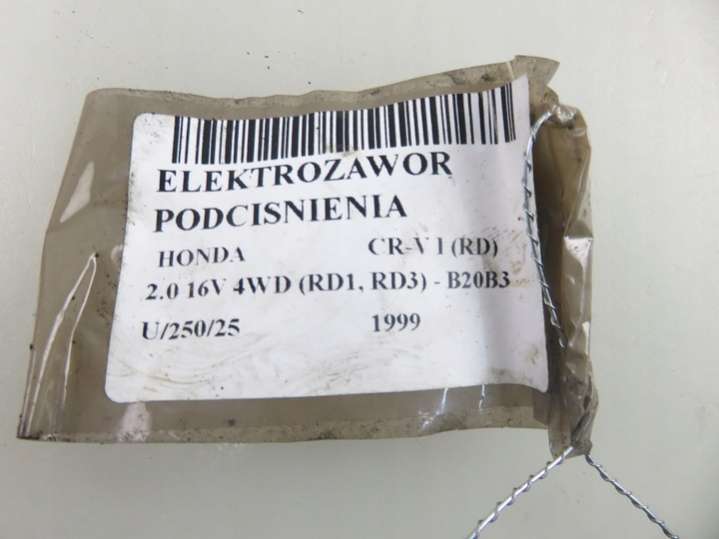 ELEKTROZAWOR
PODCISNIENIA
HONDA CR-V I (RD)
2.0 16V 4WD (RD1, RD3) - B20B3
U/250/25 1999